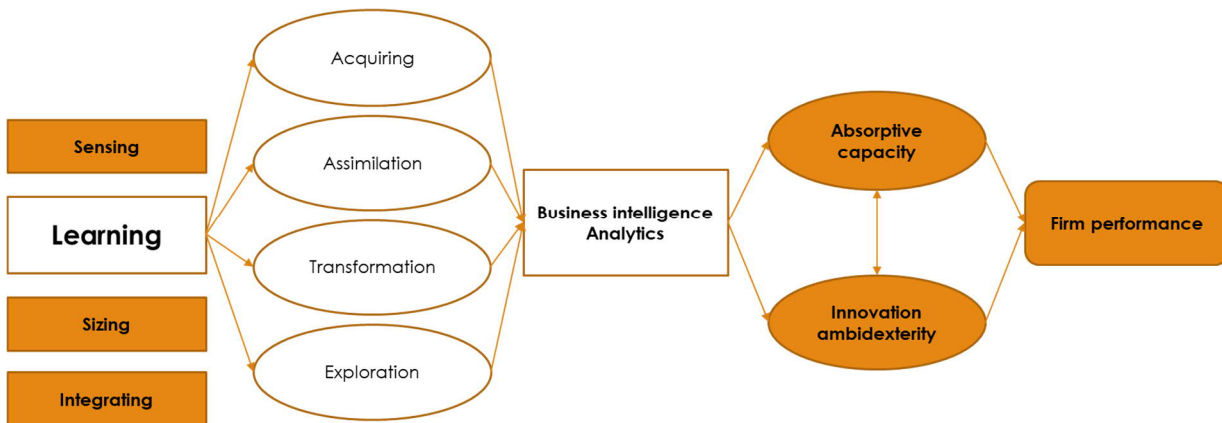 Sensing
Learning
Sizing
Integrating
Acquiring
Assimilation
Transformation
Exploration
Business intelligence
Analytics
Absorptive
capacity
Innovation
ambidexterity
Firm performance